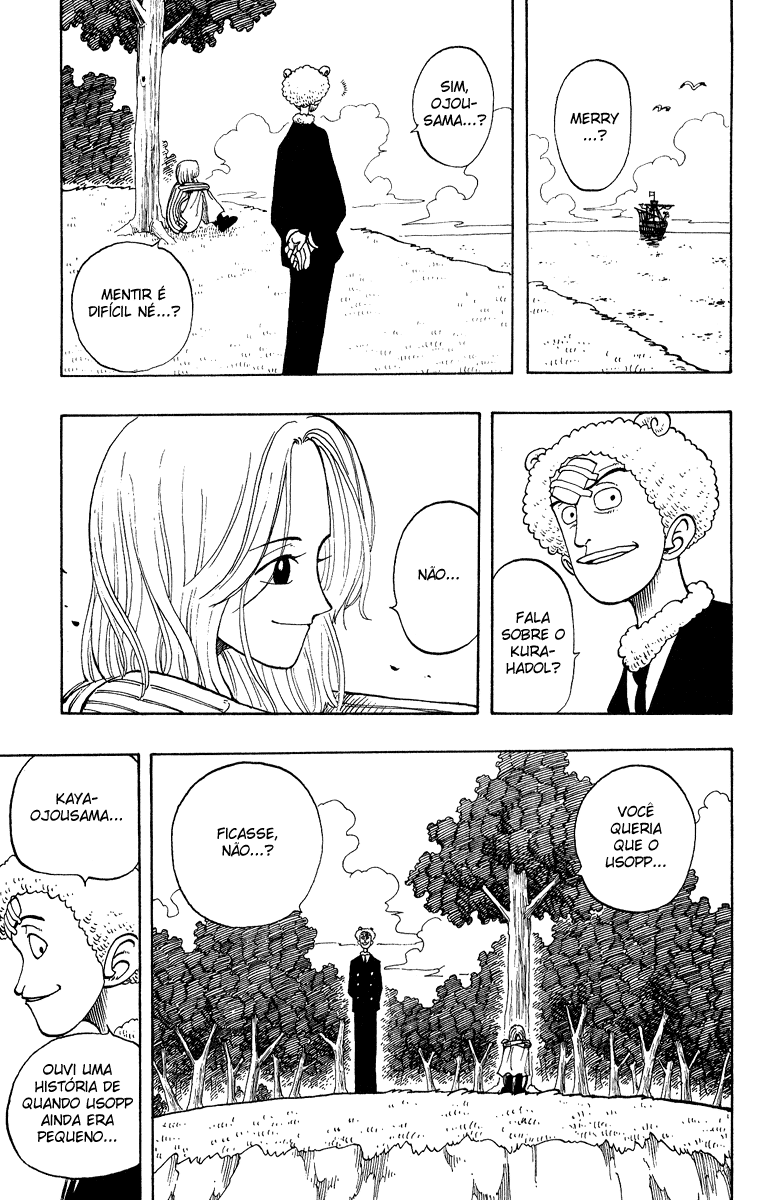 MERRY
...?
SIM,
OJOU-
SAMA...?
MENTIR É
DIFÍCIL NÉ...?
FALA
SOBRE O
KURA-
HADOL?
NÃO...
VOCÊ
QUERIA
QUE O
USOPP...
FICASSE,
NÃO...?
KAYA-
OJOUSAMA...
OUVI UMA
HISTÓRIA DE
QUANDO USOPP
AINDA ERA
PEQUENO...